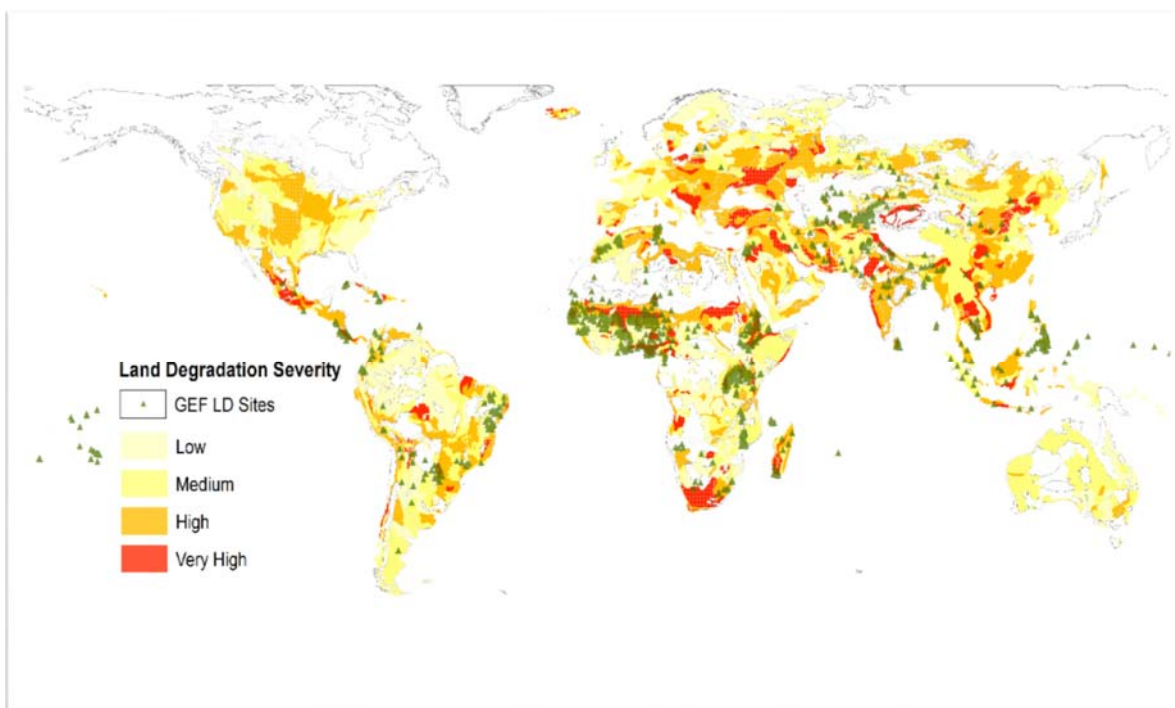 Land Degradation Severity
GEF LD Sites
Low
Medium
High
Very High